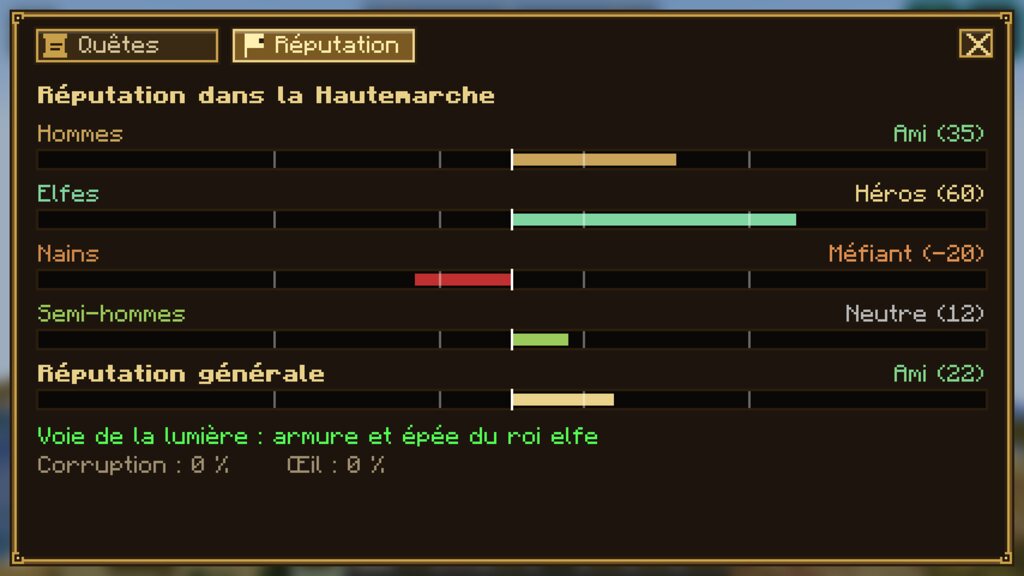 Quêtes
Réputation
Réputation dans la Hautemarche
Hommes Ami (35)
Elfes Héros (60)
Nains Méfiant (-20)
Semi-hommes Neutre (12)
Réputation générale Ami (22)
Voie de la lumière : armure et épée du roi elfe
Corruption : 0 % Œil : 0 %